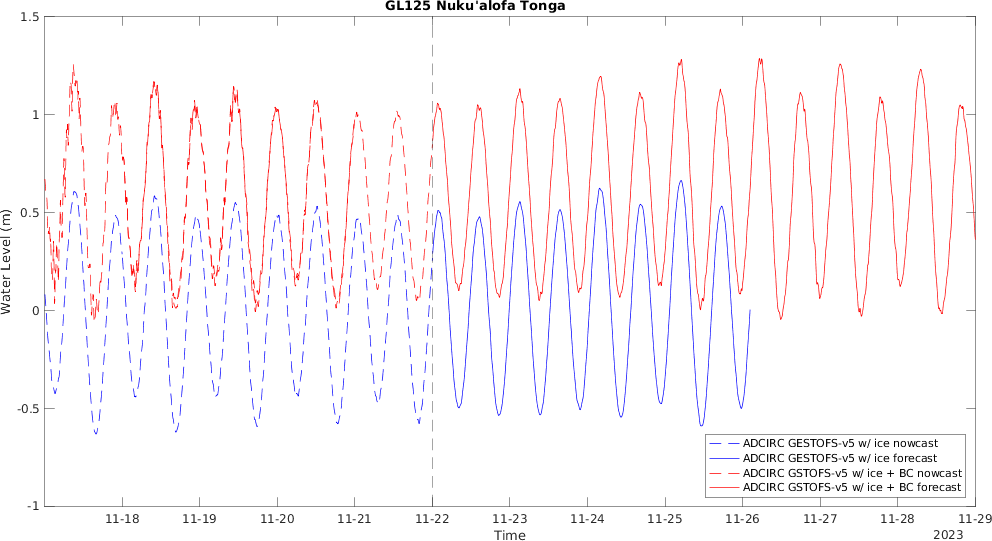 GL125 Nuku'alofa Tonga
1.5
1
0.5
0
-0.5
-1
Water Level (m)
11-18
11-19
11-20
11-21
11-22
11-23
11-24
11-25
11-26
11-27
11-28
11-29
Time
2023
ADCIRC GESTOFS-v5 w/ ice nowcast
ADCIRC GESTOFS-v5 w/ ice forecast
ADCIRC GSTOFS-v5 w/ ice + BC nowcast
ADCIRC GSTOFS-v5 w/ ice + BC forecast